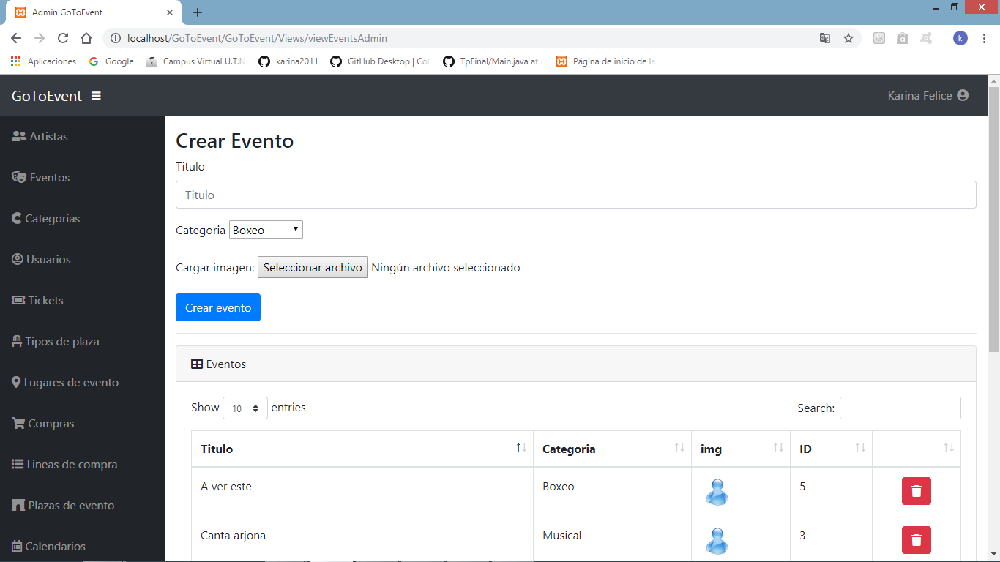 Admin GoToEvent
localhost/GoToEvent/GoToEvent/Views/viewEventsAdmin
k
Aplicaciones
Google
Campus Virtual U.T.N
karina2011
GitHub Desktop | Co
TpFinal/Main.java at
Página de inicio de la
GoToEvent
Karina Felice
Artistas
Eventos
Categorias
Usuarios
Tickets
Tipos de plaza
Lugares de evento
Compras
Lineas de compra
Plazas de evento
Calendarios
Crear Evento
Titulo
Titulo
Categoria Boxeo
Cargar imagen: Seleccionar archivo Ningún archivo seleccionado
Crear evento
Eventos
Show 10 entries
Search:
Titulo Categoria img ID
A ver este Boxeo 5
Canta arjona Musical 3